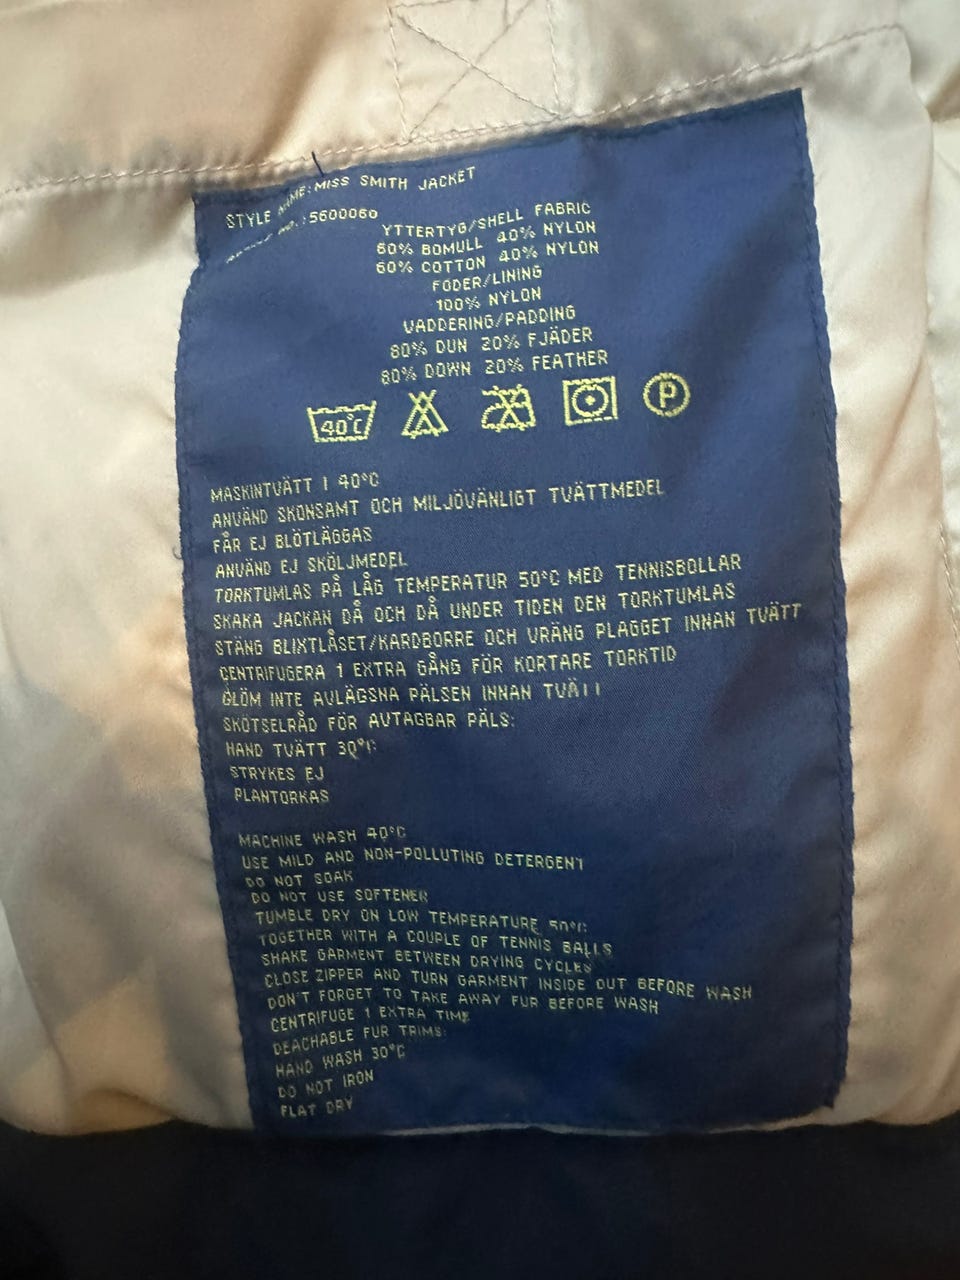 STYLE NAME: MISS SMITH JACKET
NO.: 5600060
YTTERTYG/SHELL FABRIC
60% BOMULL 40% NYLON
60% COTTON 40% NYLON
FODER/LINING
100% NYLON
VADDERING/PADDING
80% DUN 20% FJÄDER
80% DOWN 20% FEATHER
40°C P
MASKINTVÄTT I 40°C
ANVÄND SKONSAMT OCH MILJÖVÄNLIGT TVÄTTMEDEL
FÅR EJ BLÖTLÄGGAS
ANVÄND EJ SKÖLJMEDEL
TORKTUMLAS PÅ LÅG TEMPERATUR 50°C MED TENNISBOLLAR
SKAKA JACKAN DÅ OCH DÅ UNDER TIDEN DEN TORKTUMLAS
STÄNG BLIXTLÅSET/KARDBORRE OCH VRÄNG PLAGGET INNAN TVÄTT
CENTRIFUGERA 1 EXTRA GÅNG FÖR KORTARE TORKTID
GLÖM INTE AVLÄGSNA PÄLSEN INNAN TVÄTT
SKÖTSELRÅD FÖR AVTAGBAR PÄLS:
HAND TVÄTT 30°C
STRYKES EJ
PLANTORKAS
MACHINE WASH 40°C
USE MILD AND NON-POLLUTING DETERGENT
DO NOT SOAK
DO NOT USE SOFTENER
TUMBLE DRY ON LOW TEMPERATURE 50°C
TOGETHER WITH A COUPLE OF TENNIS BALLS
SHAKE GARMENT BETWEEN DRYING CYCLES
CLOSE ZIPPER AND TURN GARMENT INSIDE OUT BEFORE WASH
DON'T FORGET TO TAKE AWAY FUR BEFORE WASH
CENTRIFUGE 1 EXTRA TIME
DEACHABLE FUR TRIMS:
HAND WASH 30°C
DO NOT IRON
FLAT DRY